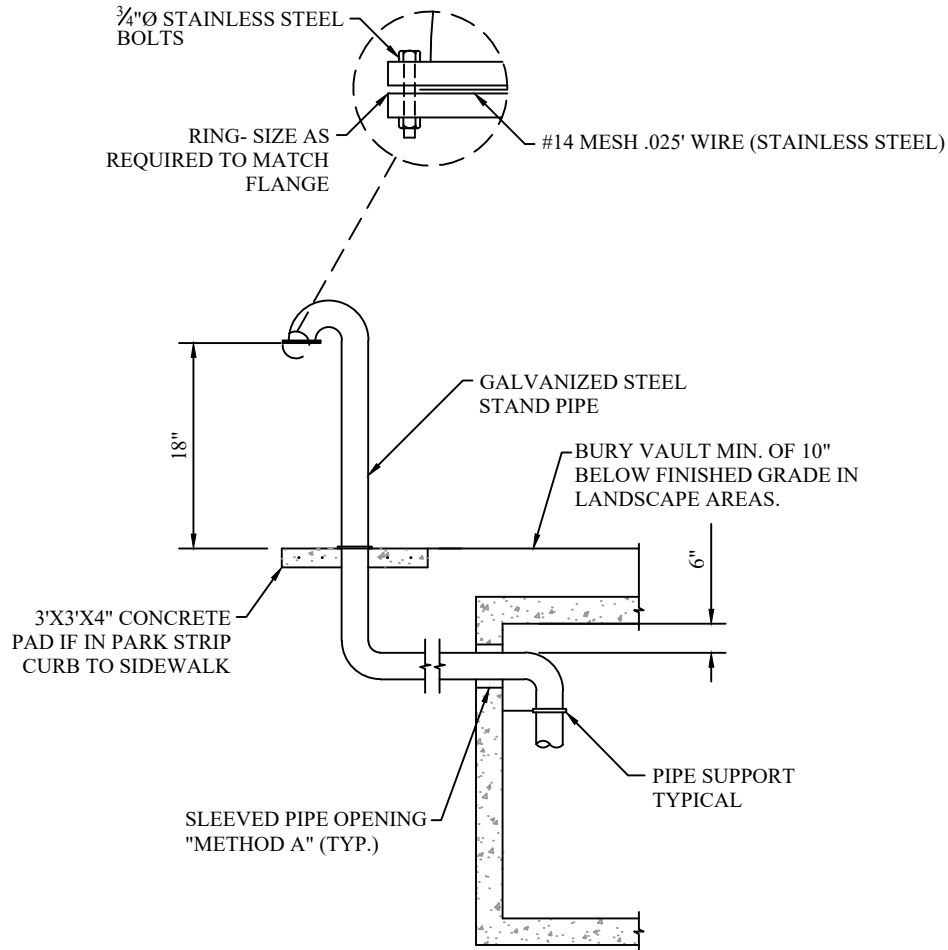 ¾"Ø STAINLESS STEEL
BOLTS
RING- SIZE AS
REQUIRED TO MATCH
FLANGE
#14 MESH .025' WIRE (STAINLESS STEEL)
GALVANIZED STEEL
STAND PIPE
18"
BURY VAULT MIN. OF 10"
BELOW FINISHED GRADE IN
LANDSCAPE AREAS.
6"
3'X3'X4" CONCRETE
PAD IF IN PARK STRIP
CURB TO SIDEWALK
PIPE SUPPORT
TYPICAL
SLEEVED PIPE OPENING
"METHOD A" (TYP.)